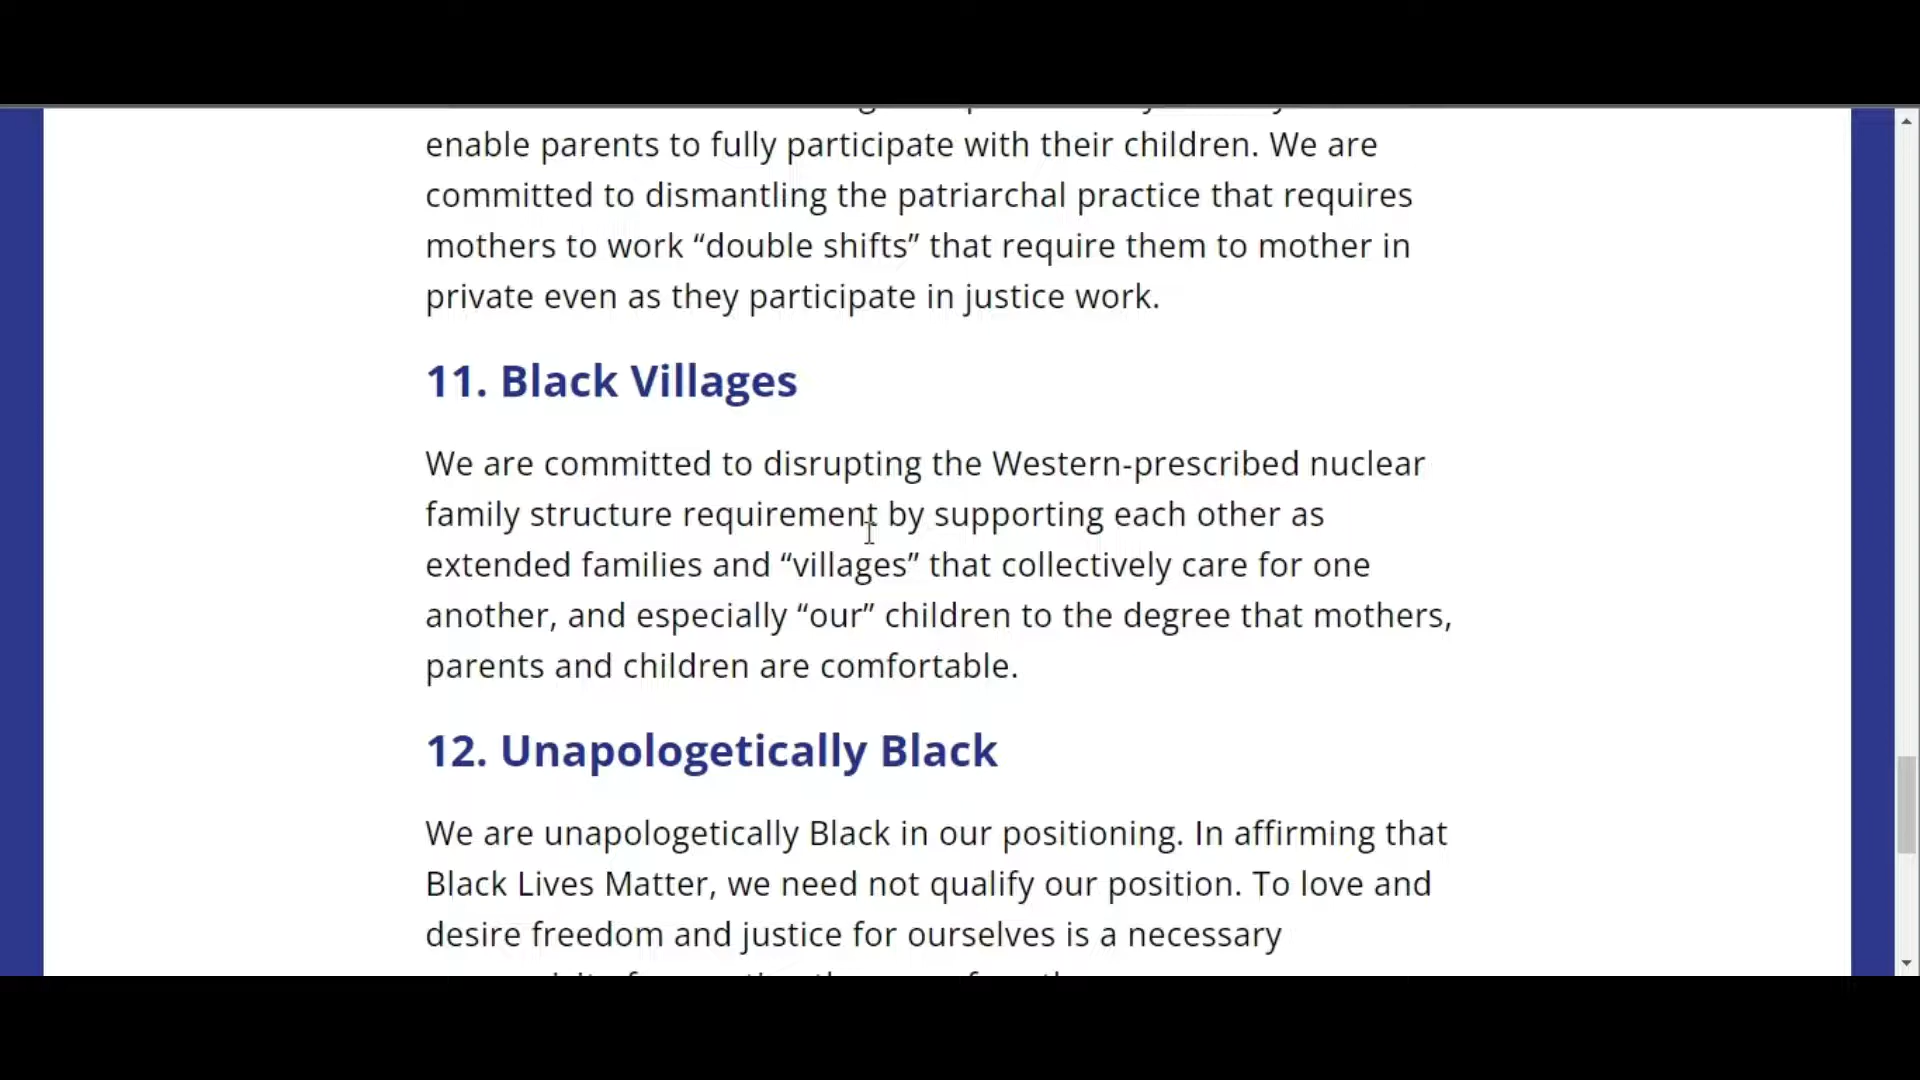 enable parents to fully participate with their children. We are
committed to dismantling the patriarchal practice that requires
mothers to work “double shifts” that require them to mother in
private even as they participate in justice work.
11. Black Villages
We are committed to disrupting the Western-prescribed nuclear
family structure requirement by supporting each other as
extended families and “villages” that collectively care for one
another, and especially “our” children to the degree that mothers,
parents and children are comfortable.
12. Unapologetically Black
We are unapologetically Black in our positioning. In affirming that
Black Lives Matter, we need not qualify our position. To love and
desire freedom and justice for ourselves is a necessary